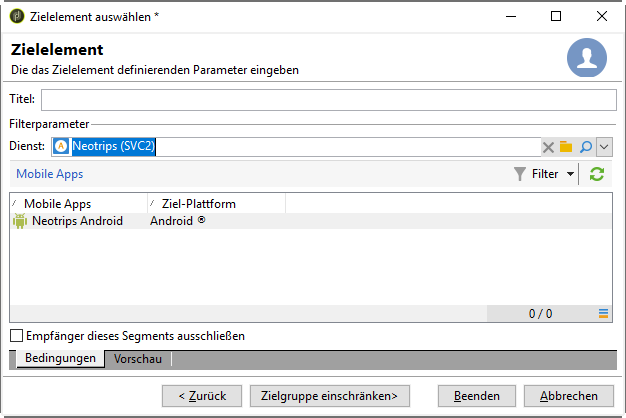 Zielelement auswählen *
Zielelement
Die das Zielelement definierenden Parameter eingeben
Titel:
Filterparameter
Dienst: Neotrips (SVC2)
Mobile Apps Filter
Mobile Apps Ziel-Plattform
Neotrips Android Android ®
0 / 0
Empfänger dieses Segments ausschließen
Bedingungen Vorschau
< Zurück Zielgruppe einschränken> Beenden Abbrechen